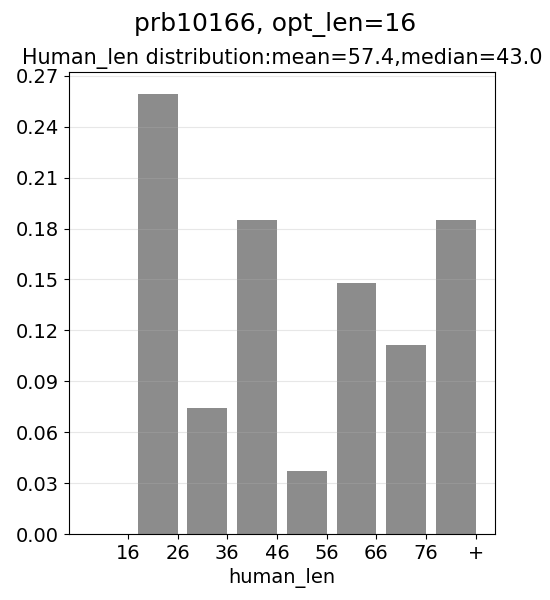 prb10166, opt_len=16
Human_len distribution:mean=57.4,median=43.0
0.27
0.24
0.21
0.18
0.15
0.12
0.09
0.06
0.03
0.00
16 26 36 46 56 66 76 +
human_len